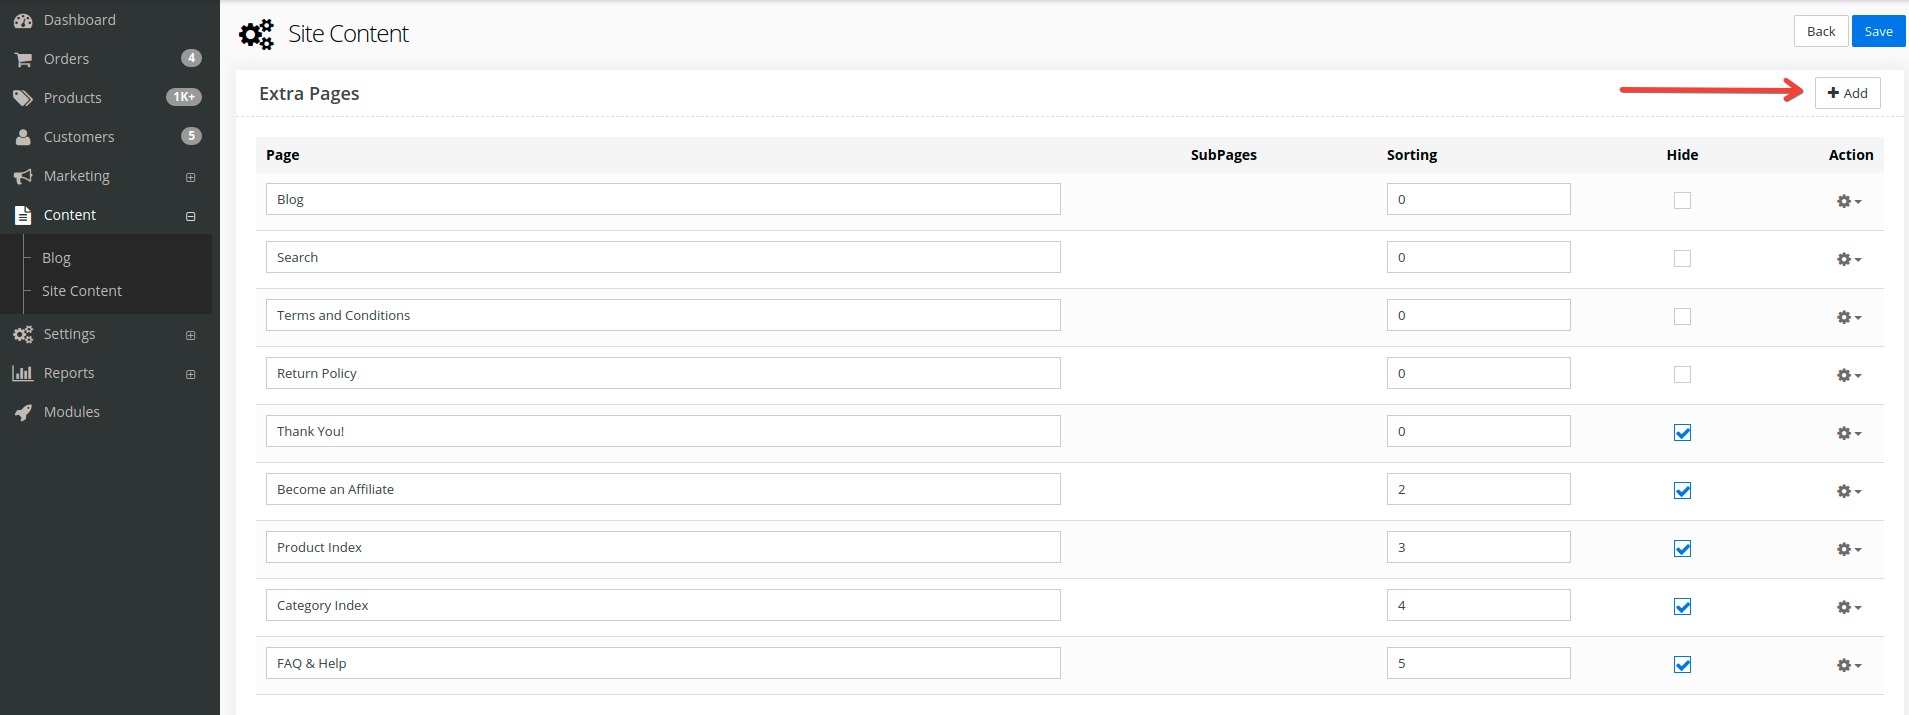 Dashboard
Orders 4
Products 1K+
Customers 5
Marketing
Content
Blog
Site Content
Settings
Reports
Modules
Site Content
Back Save
Extra Pages
Add
Page SubPages Sorting Hide Action
Blog 0
Search 0
Terms and Conditions 0
Return Policy 0
Thank You! 0
Become an Affiliate 2
Product Index 3
Category Index 4
FAQ & Help 5